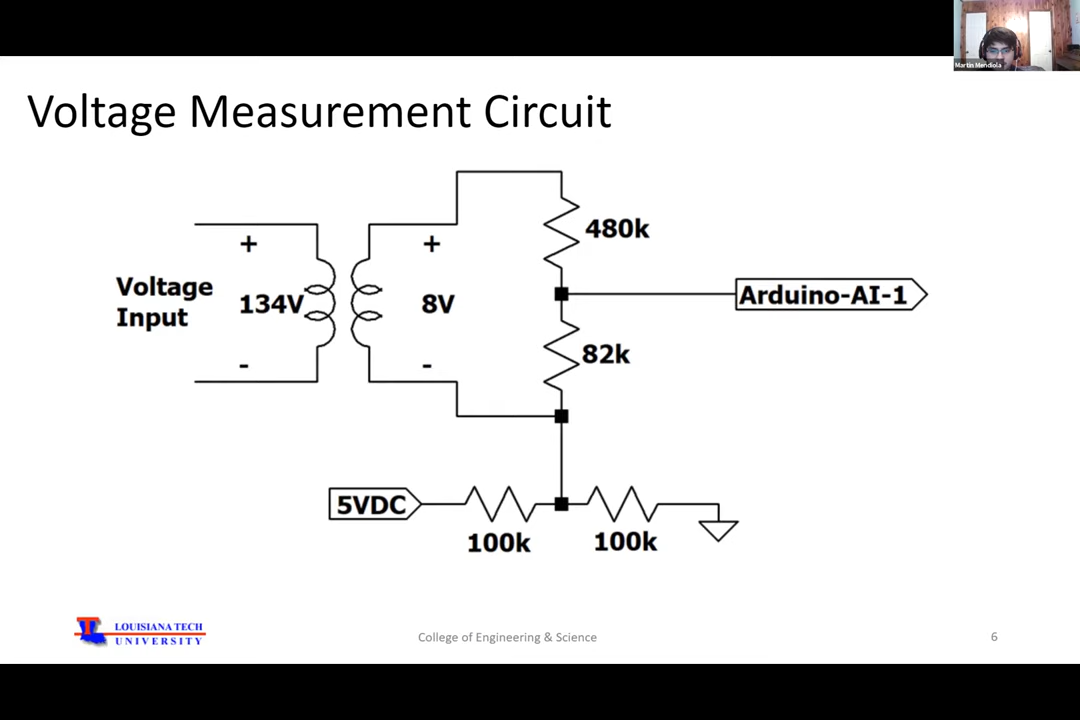 Martin Mendiola
Voltage Measurement Circuit
+
+
480k
Voltage
Input
134V
8V
Arduino-AI-1
-
-
82k
5VDC
100k
100k
LOUISIANA TECH
UNIVERSITY
College of Engineering & Science
6